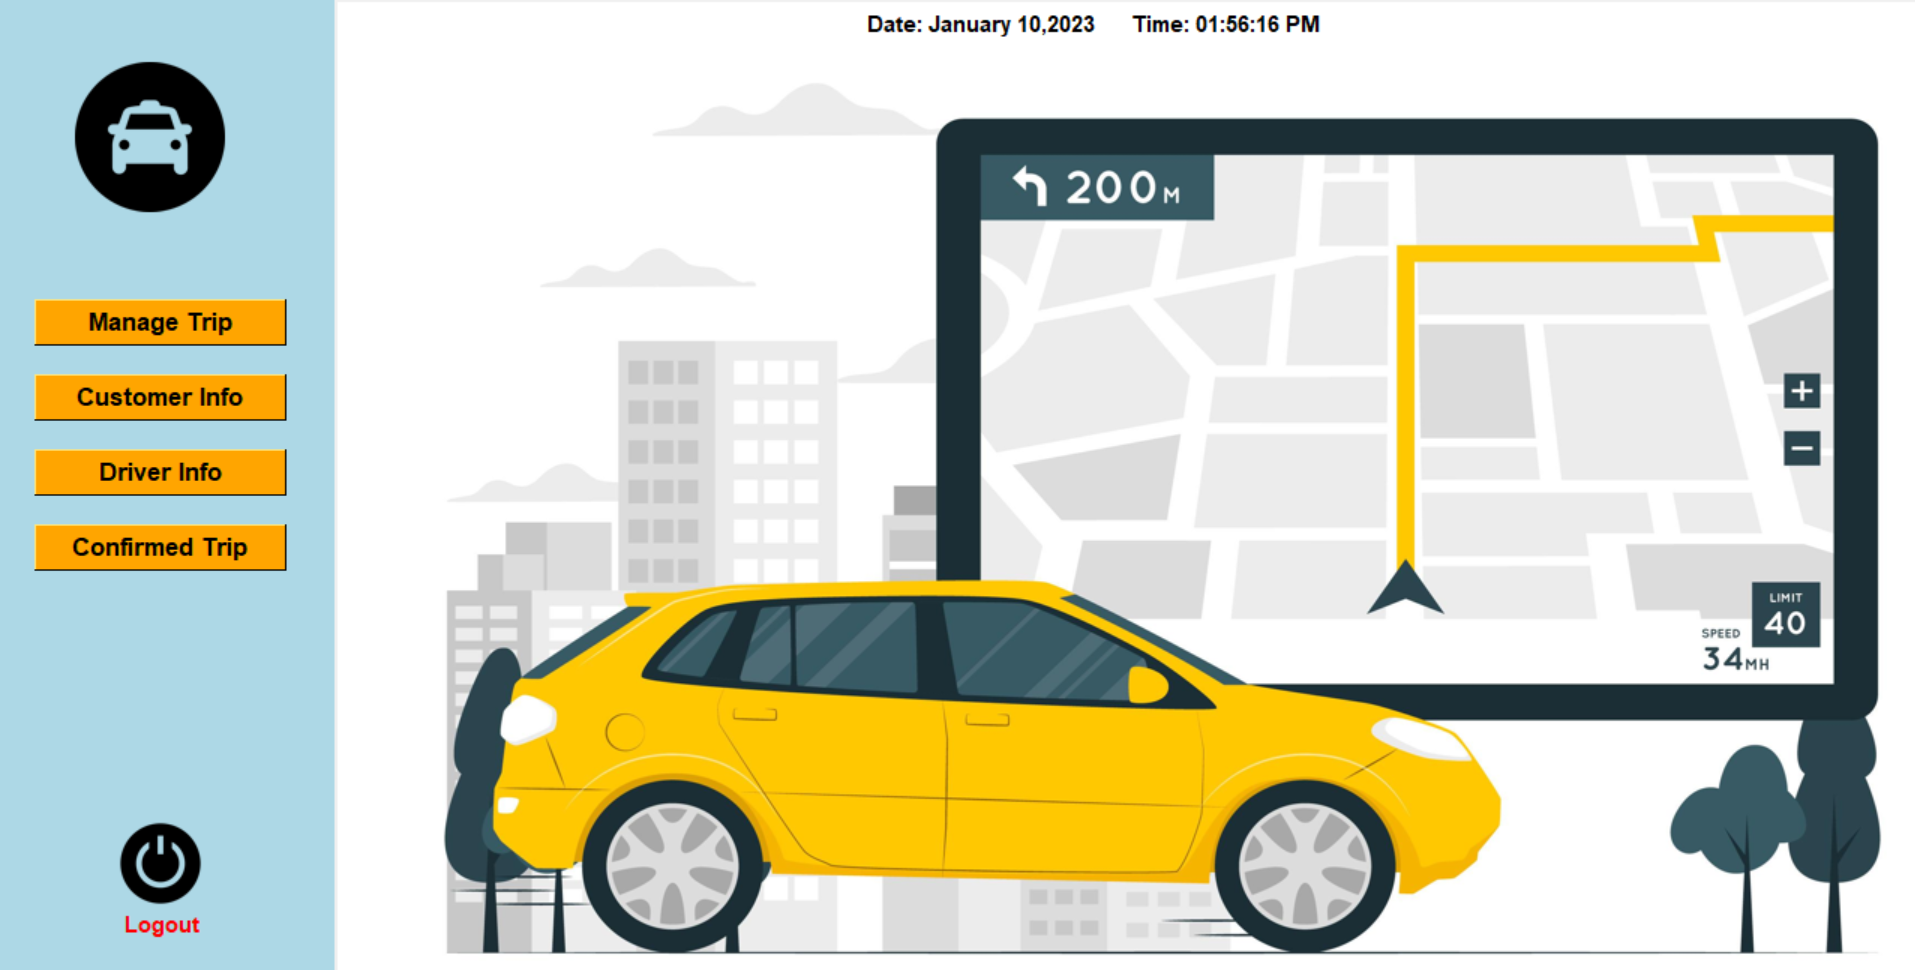 Date: January 10,2023 Time: 01:56:16 PM
200M
Manage Trip
Customer Info
Driver Info
Confirmed Trip
LIMIT
40
SPEED
34MH
Logout